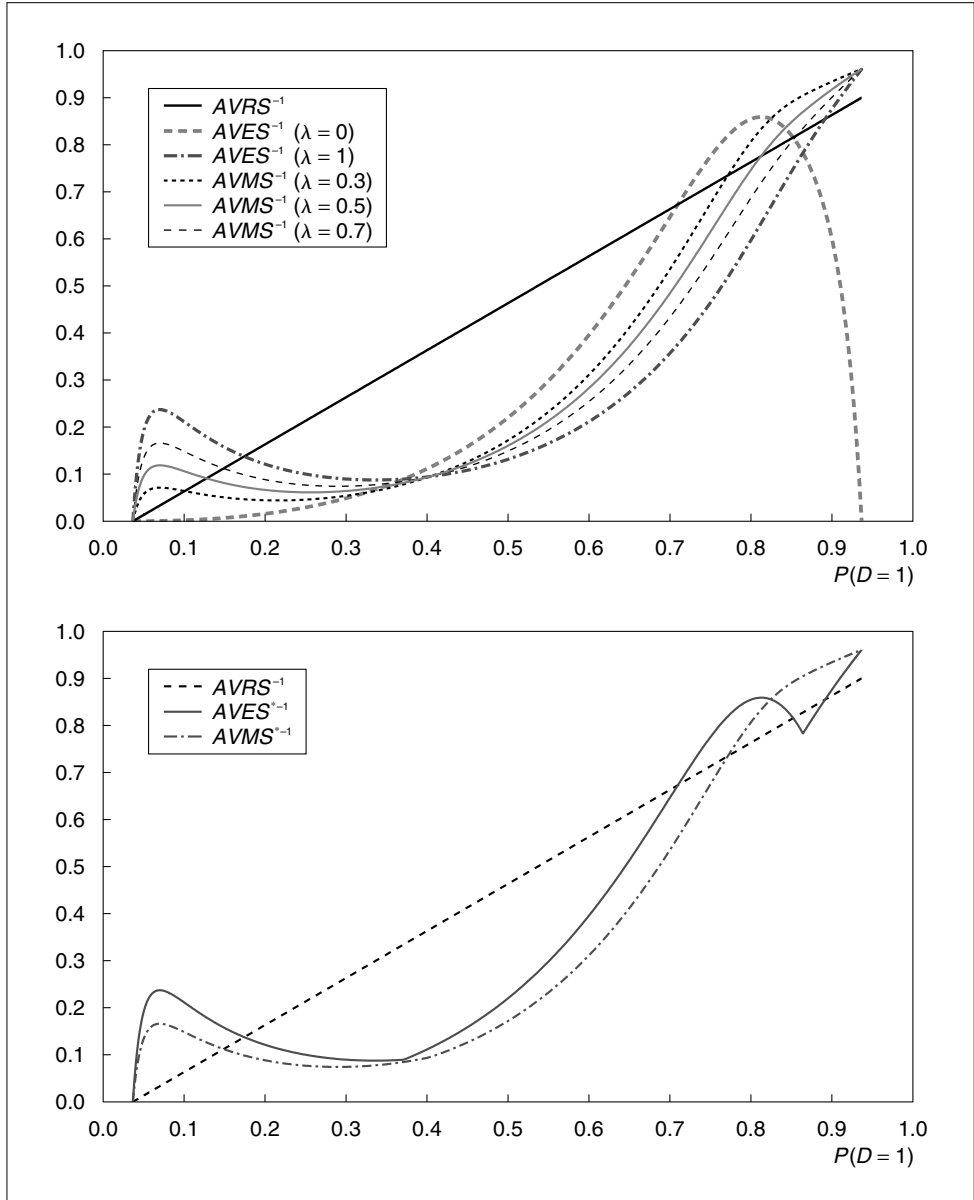 1.0
0.9
0.8
0.7
0.6
0.5
0.4
0.3
0.2
0.1
0.0
AVRS⁻¹
AVES⁻¹ (λ = 0)
AVES⁻¹ (λ = 1)
AVMS⁻¹ (λ = 0.3)
AVMS⁻¹ (λ = 0.5)
AVMS⁻¹ (λ = 0.7)
0.0 0.1 0.2 0.3 0.4 0.5 0.6 0.7 0.8 0.9 1.0
P(D = 1)
1.0
0.9
0.8
0.7
0.6
0.5
0.4
0.3
0.2
0.1
0.0
AVRS⁻¹
AVES*⁻¹
AVMS*⁻¹
0.0 0.1 0.2 0.3 0.4 0.5 0.6 0.7 0.8 0.9 1.0
P(D = 1)